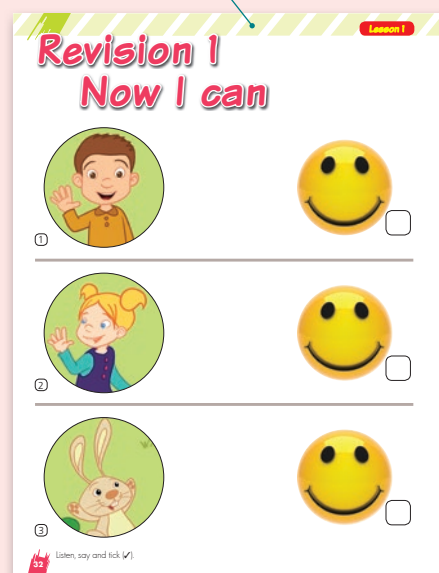 Lesson 1
Revision 1
Now I can
1
2
3
Listen, say and tick (✓).
32